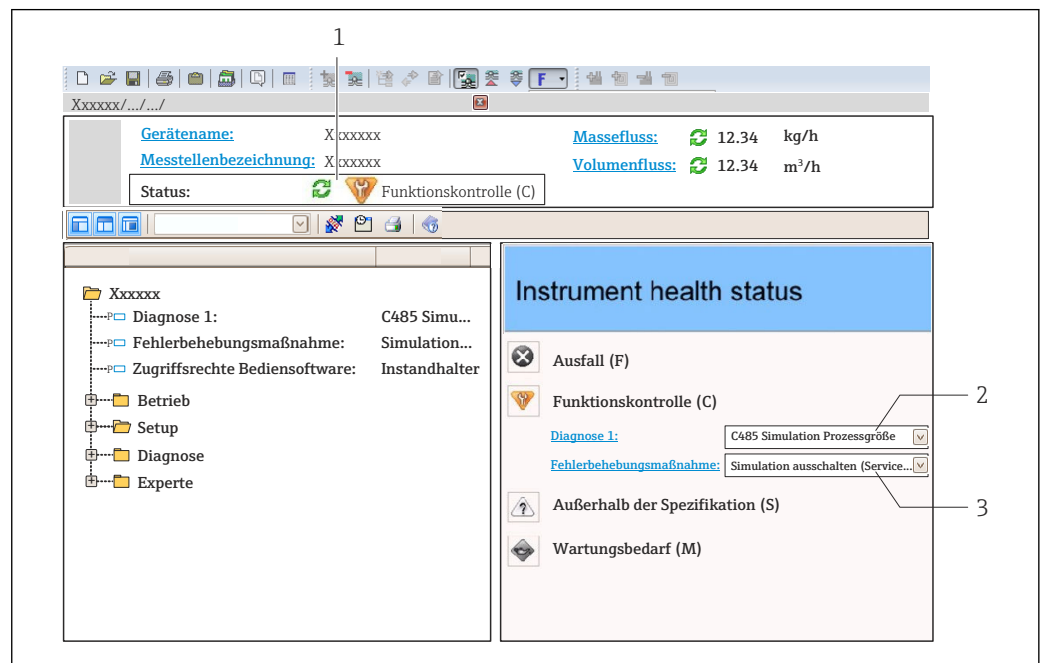 1
F
Xxxxxx/.../.../
Gerätename: Xxxxxxx
Massefluss: 12.34 kg/h
Messstellenbezeichnung: Xxxxxxx
Volumenfluss: 12.34 m³/h
Status: Funktionskontrolle (C)
Xxxxxx
P Diagnose 1: C485 Simu...
P Fehlerbehebungsmaßnahme: Simulation...
P Zugriffsrechte Bediensoftware: Instandhalter
Betrieb
Setup
Diagnose
Experte
Instrument health status
Ausfall (F)
Funktionskontrolle (C)
Diagnose 1: C485 Simulation Prozessgröße
2
Fehlerbehebungsmaßnahme: Simulation ausschalten (Service...
3
Außerhalb der Spezifikation (S)
Wartungsbedarf (M)